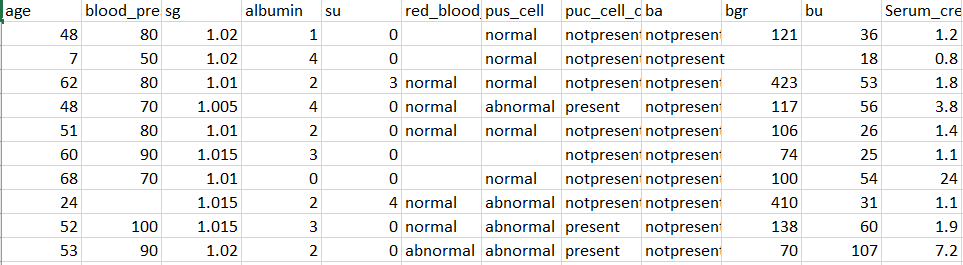 age blood_pre sg albumin su red_blood_ pus_cell puc_cell_c ba bgr bu Serum_cre
48 80 1.02 1 0 normal notpresent notpresent 121 36 1.2
7 50 1.02 4 0 normal notpresent notpresent 18 0.8
62 80 1.01 2 3 normal normal notpresent notpresent 423 53 1.8
48 70 1.005 4 0 normal abnormal present notpresent 117 56 3.8
51 80 1.01 2 0 normal normal notpresent notpresent 106 26 1.4
60 90 1.015 3 0 notpresent notpresent 74 25 1.1
68 70 1.01 0 0 normal notpresent notpresent 100 54 24
24 1.015 2 4 normal abnormal notpresent notpresent 410 31 1.1
52 100 1.015 3 0 normal abnormal present notpresent 138 60 1.9
53 90 1.02 2 0 abnormal abnormal present notpresent 70 107 7.2